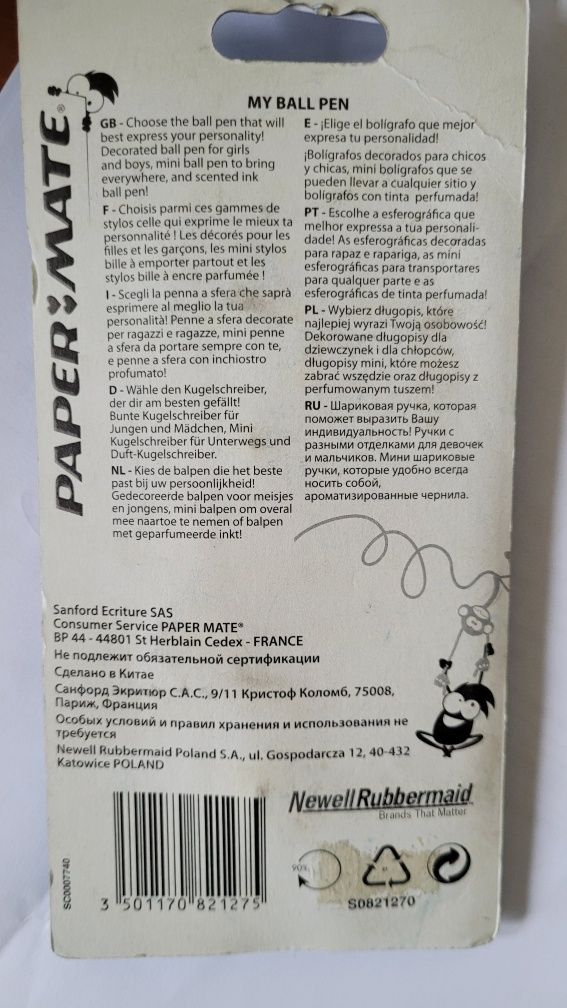 PAPER MATE®
MY BALL PEN
GB - Choose the ball pen that will
best express your personality!
Decorated ball pen for girls
and boys, mini ball pen to bring
everywhere, and scented ink
ball pen!
F - Choisis parmi ces gammes de
stylos celle qui exprime le mieux ta
personnalité ! Les décorés pour les
filles et les garçons, les mini stylos
bille à emporter partout et les
stylos bille à encre parfumée !
I - Scegli la penna a sfera che saprà
esprimere al meglio la tua
personalità! Penne a sfera decorate
per ragazzi e ragazze, mini penne
a sfera da portare sempre con te,
e penne a sfera con inchiostro
profumato!
D - Wähle den Kugelschreiber,
der dir am besten gefällt!
Bunte Kugelschreiber für
Jungen und Mädchen, Mini
Kugelschreiber für Unterwegs und
Duft-Kugelschreiber.
NL - Kies de balpen die het beste
past bij uw persoonlijkheid!
Gedecoreerde balpen voor meisjes
en jongens, mini balpen om overal
mee naartoe te nemen of balpen
met geparfumeerde inkt!
E - ¡Elige el bolígrafo que mejor
expresa tu personalidad!
¡Bolígrafos decorados para chicos
y chicas, mini bolígrafos que se
pueden llevar a cualquier sitio y
bolígrafos con tinta perfumada!
PT - Escolhe a esferográfica que
melhor expressa a tua personali-
dade! As esferográficas decoradas
para rapaz e rapariga, as mini
esferográficas para transportares
para qualquer parte e as
esferográficas de tinta perfumada!
PL - Wybierz długopis, które
najlepiej wyrazi Twoją osobowość!
Dekorowane długopisy dla
dziewczynek i dla chłopców,
długopisy mini, które możesz
zabrać wszędzie oraz długopisy z
perfumowanym tuszem!
RU - Шариковая ручка, которая
поможет выразить Вашу
индивидуальность! Ручки с
разными отделками для девочек
и мальчиков. Мини шариковые
ручки, которые удобно всегда
носить собой,
ароматизированные чернила.
Sanford Ecriture SAS
Consumer Service PAPER MATE®
BP 44 - 44801 St Herblain Cedex - FRANCE
Не подлежит обязательной сертификации
Сделано в Китае
Санфорд Экритюр С.А.С., 9/11 Кристоф Коломб, 75008,
Париж, Франция
Особых условий и правил хранения и использования не
требуется
Newell Rubbermaid Poland S.A., ul. Gospodarcza 12, 40-432
Katowice POLAND
NewellRubbermaid
Brands That Matter
SC0007740
3 501170 821275
90%
S0821270